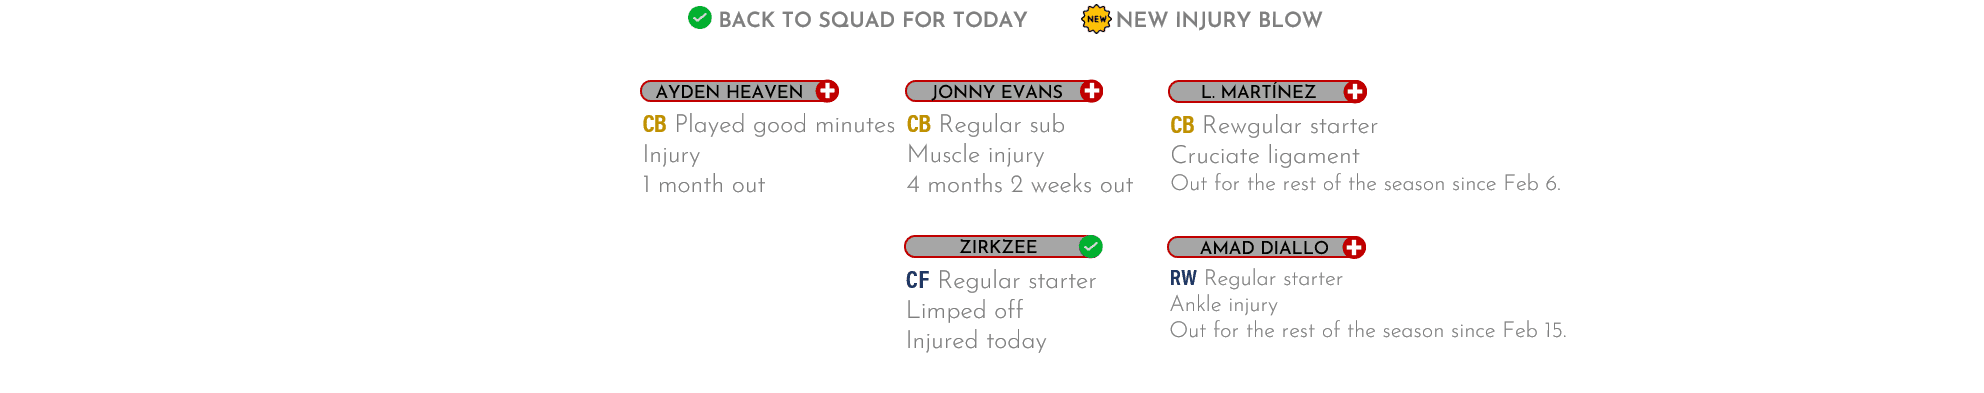 BACK TO SQUAD FOR TODAY
NEW NEW INJURY BLOW
AYDEN HEAVEN
CB Played good minutes
Injury
1 month out
JONNY EVANS
CB Regular sub
Muscle injury
4 months 2 weeks out
L. MARTÍNEZ
CB Rewgular starter
Cruciate ligament
Out for the rest of the season since Feb 6.
ZIRKZEE
CF Regular starter
Limped off
Injured today
AMAD DIALLO
RW Regular starter
Ankle injury
Out for the rest of the season since Feb 15.